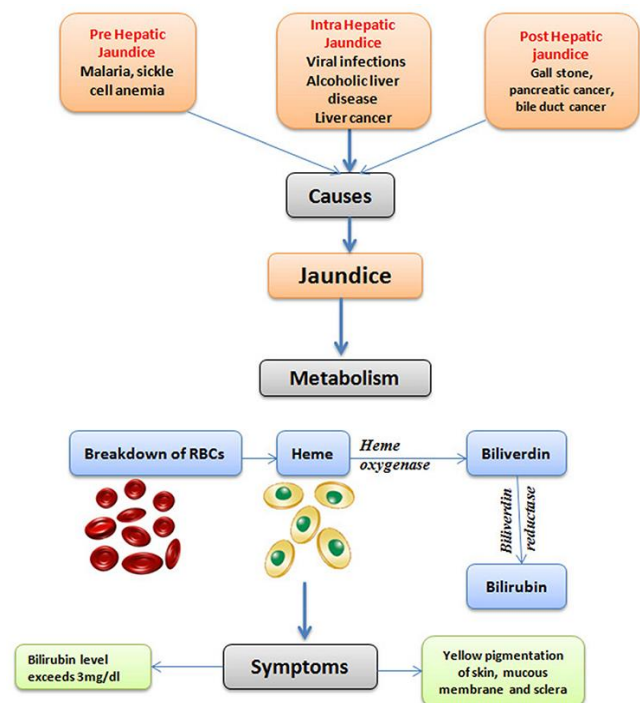 Pre Hepatic
Jaundice
Malaria, sickle
cell anemia
Intra Hepatic
Jaundice
Viral infections
Alcoholic liver
disease
Liver cancer
Post Hepatic
jaundice
Gall stone,
pancreatic cancer,
bile duct cancer
Causes
Jaundice
Metabolism
Breakdown of RBCs
Heme
Heme
oxygenase
Biliverdin
Biliverdin
reductase
Bilirubin
Bilirubin level
exceeds 3mg/dl
Symptoms
Yellow pigmentation
of skin, mucous
membrane and sclera